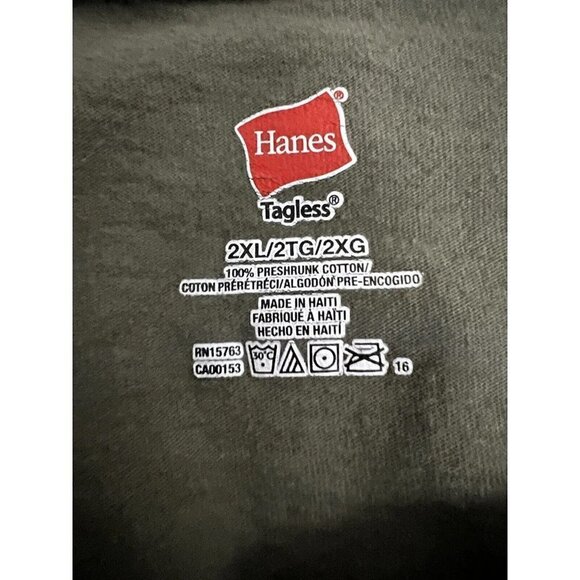 Hanes®
Tagless®
2XL/2TG/2XG
100% PRESHRUNK COTTON/
COTON PRÉRÉTRÉCI/ALGODÓN PRE-ENCOGIDO
MADE IN HAITI
FABRIQUÉ À HAÏTI
HECHO EN HAITÍ
RN15763
CA00153 30°C 16